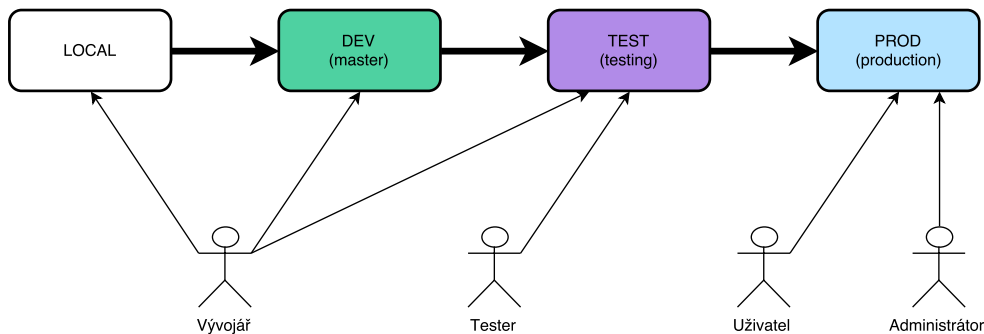 LOCAL
DEV
(master)
TEST
(testing)
PROD
(production)
Vývojář
Tester
Uživatel
Administrátor